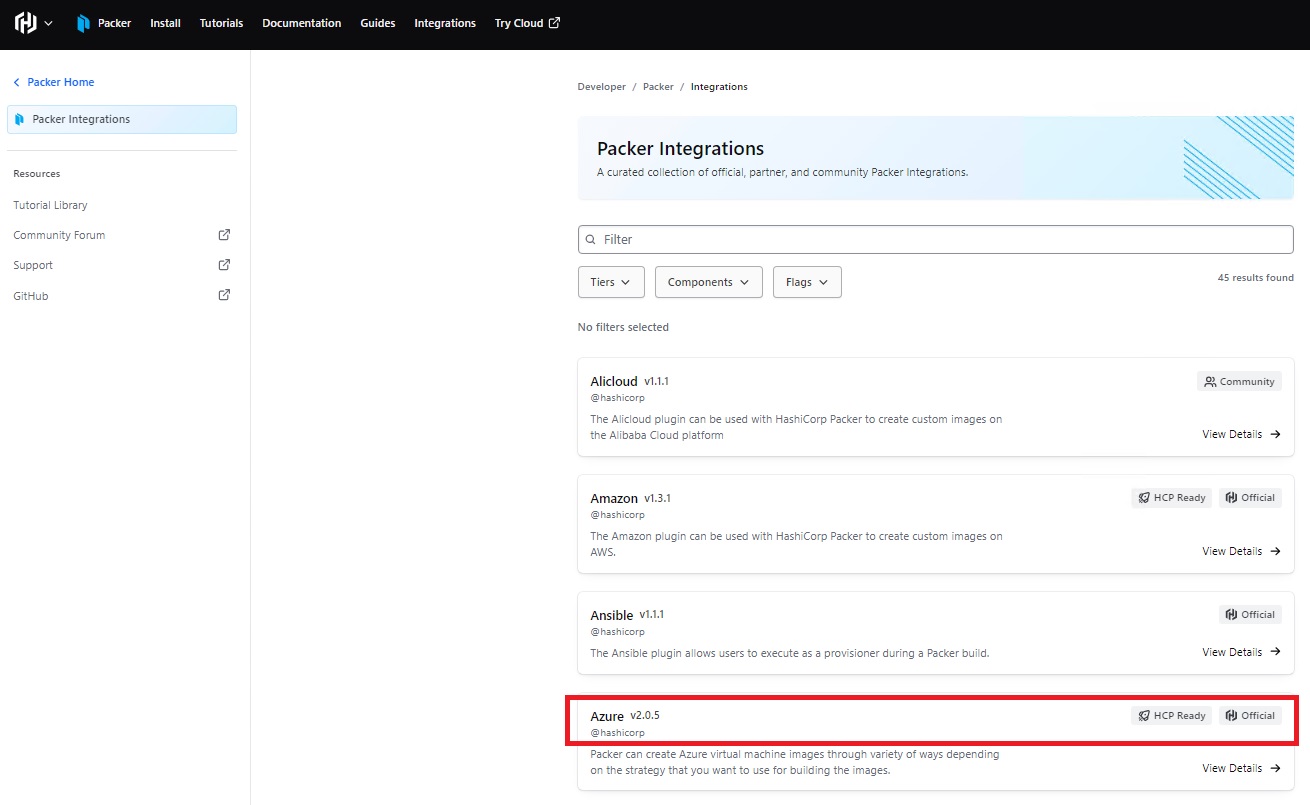 Packer Install Tutorials Documentation Guides Integrations Try Cloud
Packer Home
Packer Integrations
Resources
Tutorial Library
Community Forum
Support
GitHub
Developer / Packer / Integrations
Packer Integrations
A curated collection of official, partner, and community Packer Integrations.
Filter
Tiers Components Flags
45 results found
No filters selected
Alicloud v1.1.1
Community
@hashicorp
The Alicloud plugin can be used with HashiCorp Packer to create custom images on
the Alibaba Cloud platform
View Details
Amazon v1.3.1
HCP Ready Official
@hashicorp
The Amazon plugin can be used with HashiCorp Packer to create custom images on
AWS.
View Details
Ansible v1.1.1
Official
@hashicorp
The Ansible plugin allows users to execute as a provisioner during a Packer build.
View Details
Azure v2.0.5
HCP Ready Official
@hashicorp
Packer can create Azure virtual machine images through variety of ways depending
on the strategy that you want to use for building the images.
View Details